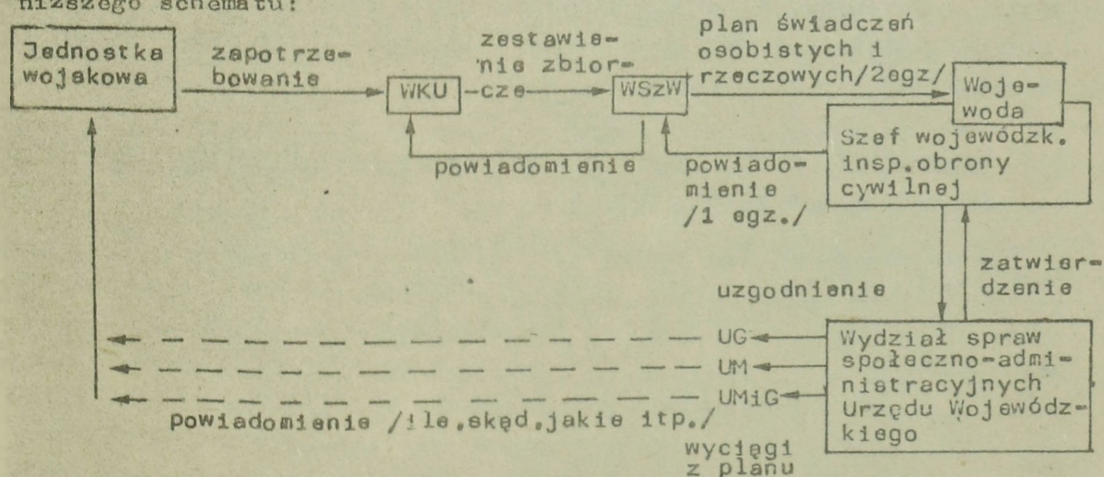 niższego schematu:
Jednostka
wojskowa
zapotrze-
bowanie
WKU
zestawie-
nie zbior-
cze
WSzW
plan świadczeń
osobistych i
rzeczowych/2egz/
Woje-
woda
Szef wojewódzk.
insp.obrony
cywilnej
powiadomienie
powiado-
mienie
/1 egz./
uzgodnienie
zatwier-
dzenie
UG
UM
UMiG
Wydział spraw
społeczno-admi-
nistracyjnych
Urzędu Wojewódz-
kiego
powiadomienie /ile,skęd,jakie itp./
wycięgi
z planu